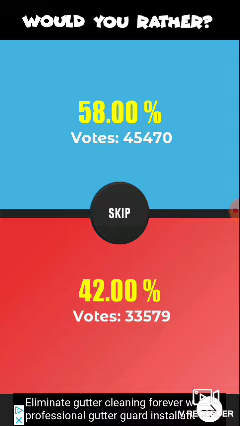 WOULD YOU RATHER?
58.00 %
Votes: 45470
SKIP
42.00 %
Votes: 33579
Eliminate gutter cleaning forever
professional gutter guard